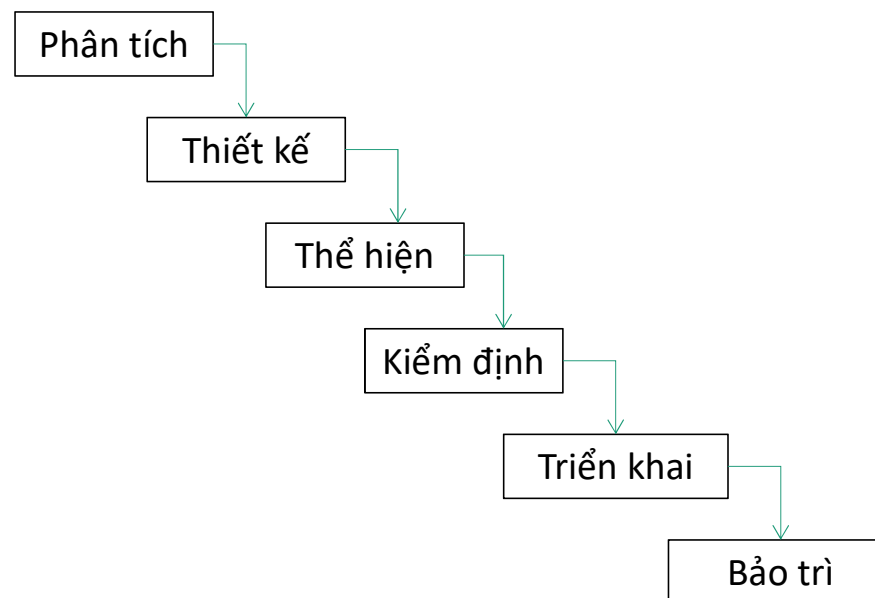 Phân tích
Thiết kế
Thể hiện
Kiểm định
Triển khai
Bảo trì